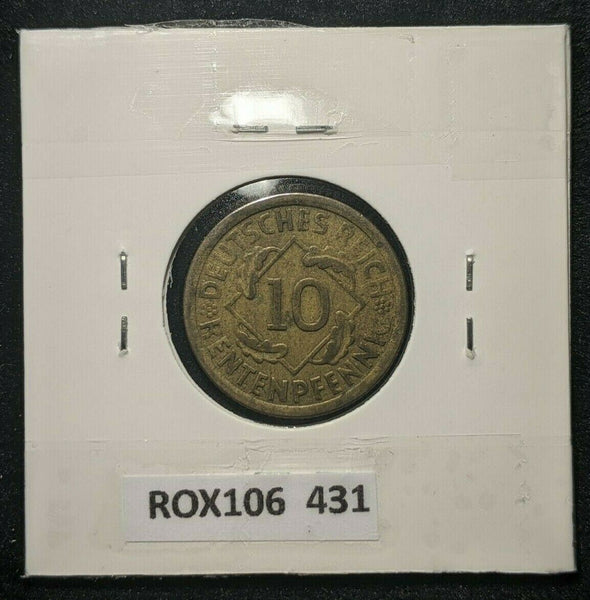 DEUTSCHES REICH
10
RENTENPFENNIG
ROX106 431